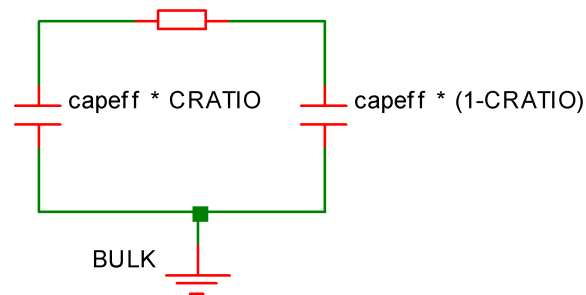 capeff * CRATIO
capeff * (1-CRATIO)
BULK